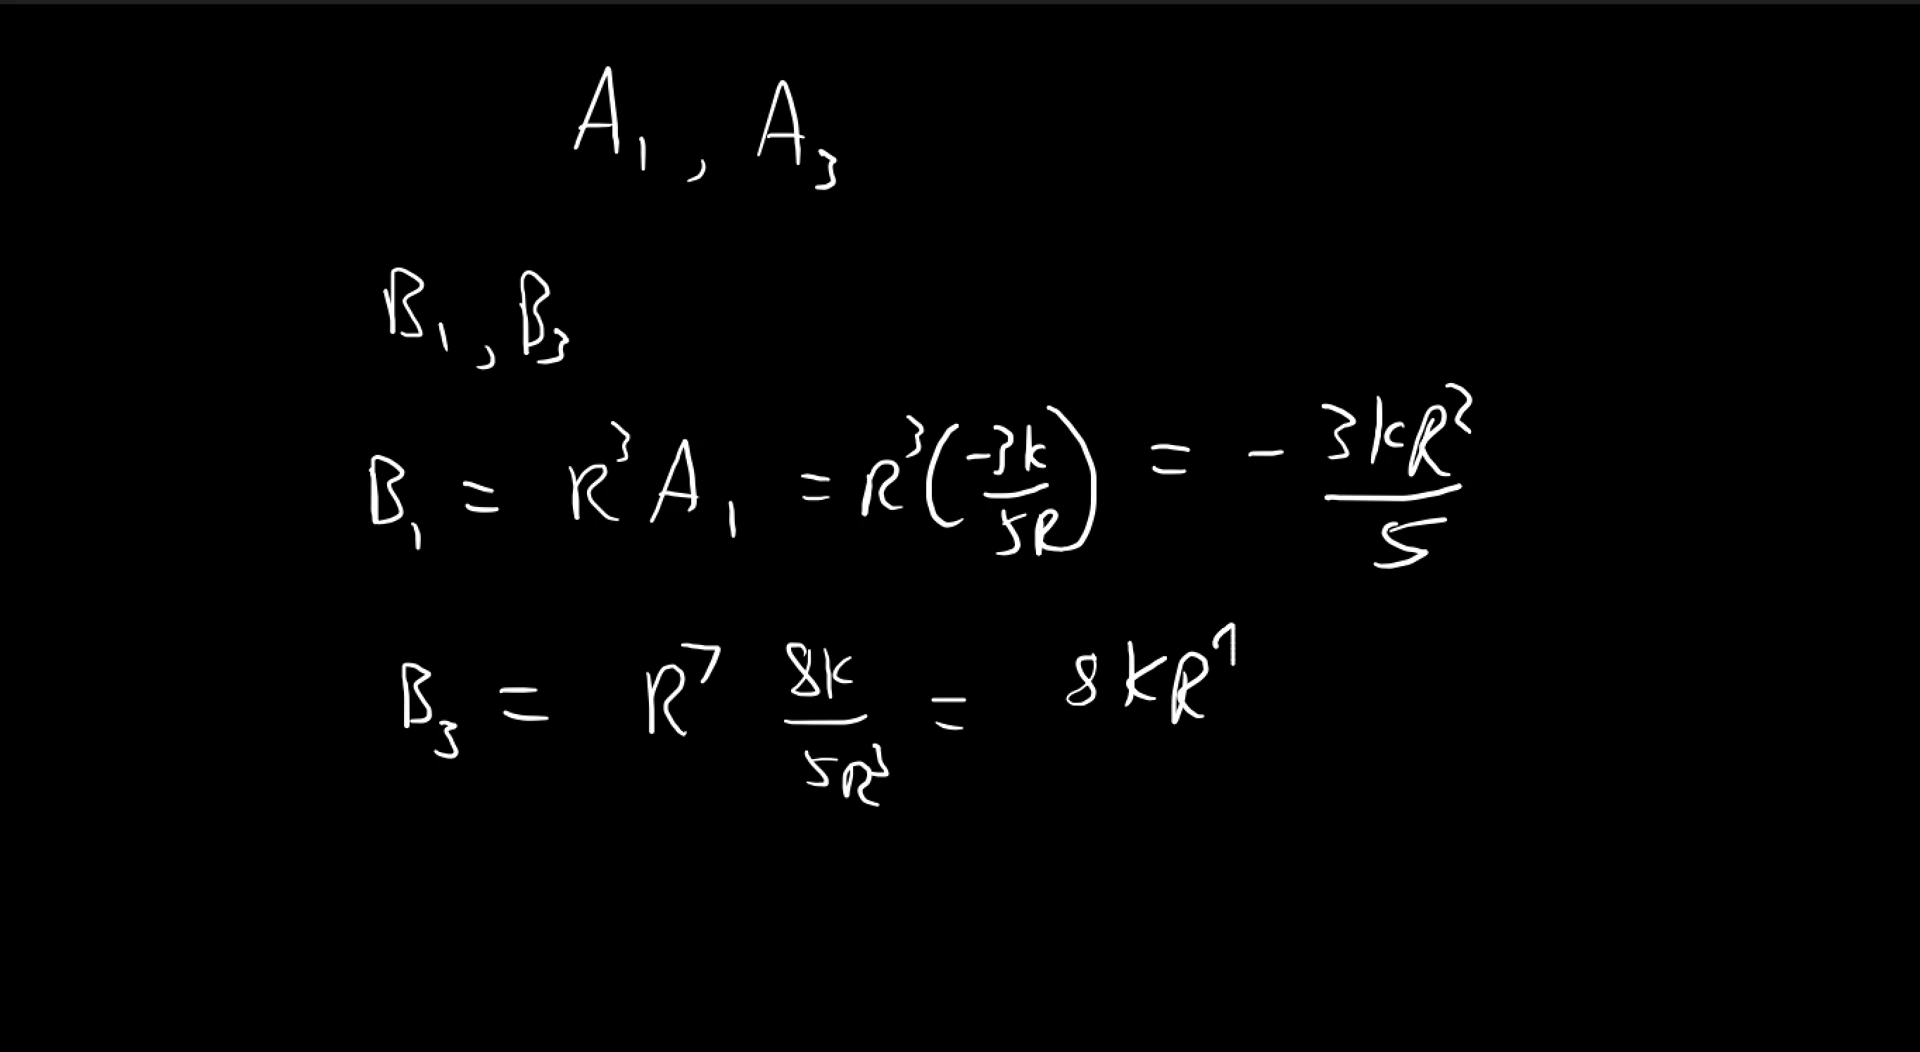 A₁, A₃
B₁, B₃
B₁ = R³A₁ = R³(-3k/5R) = - 3kR²/5
B₃ = R⁷ 8k/5R³ = 8kR⁷